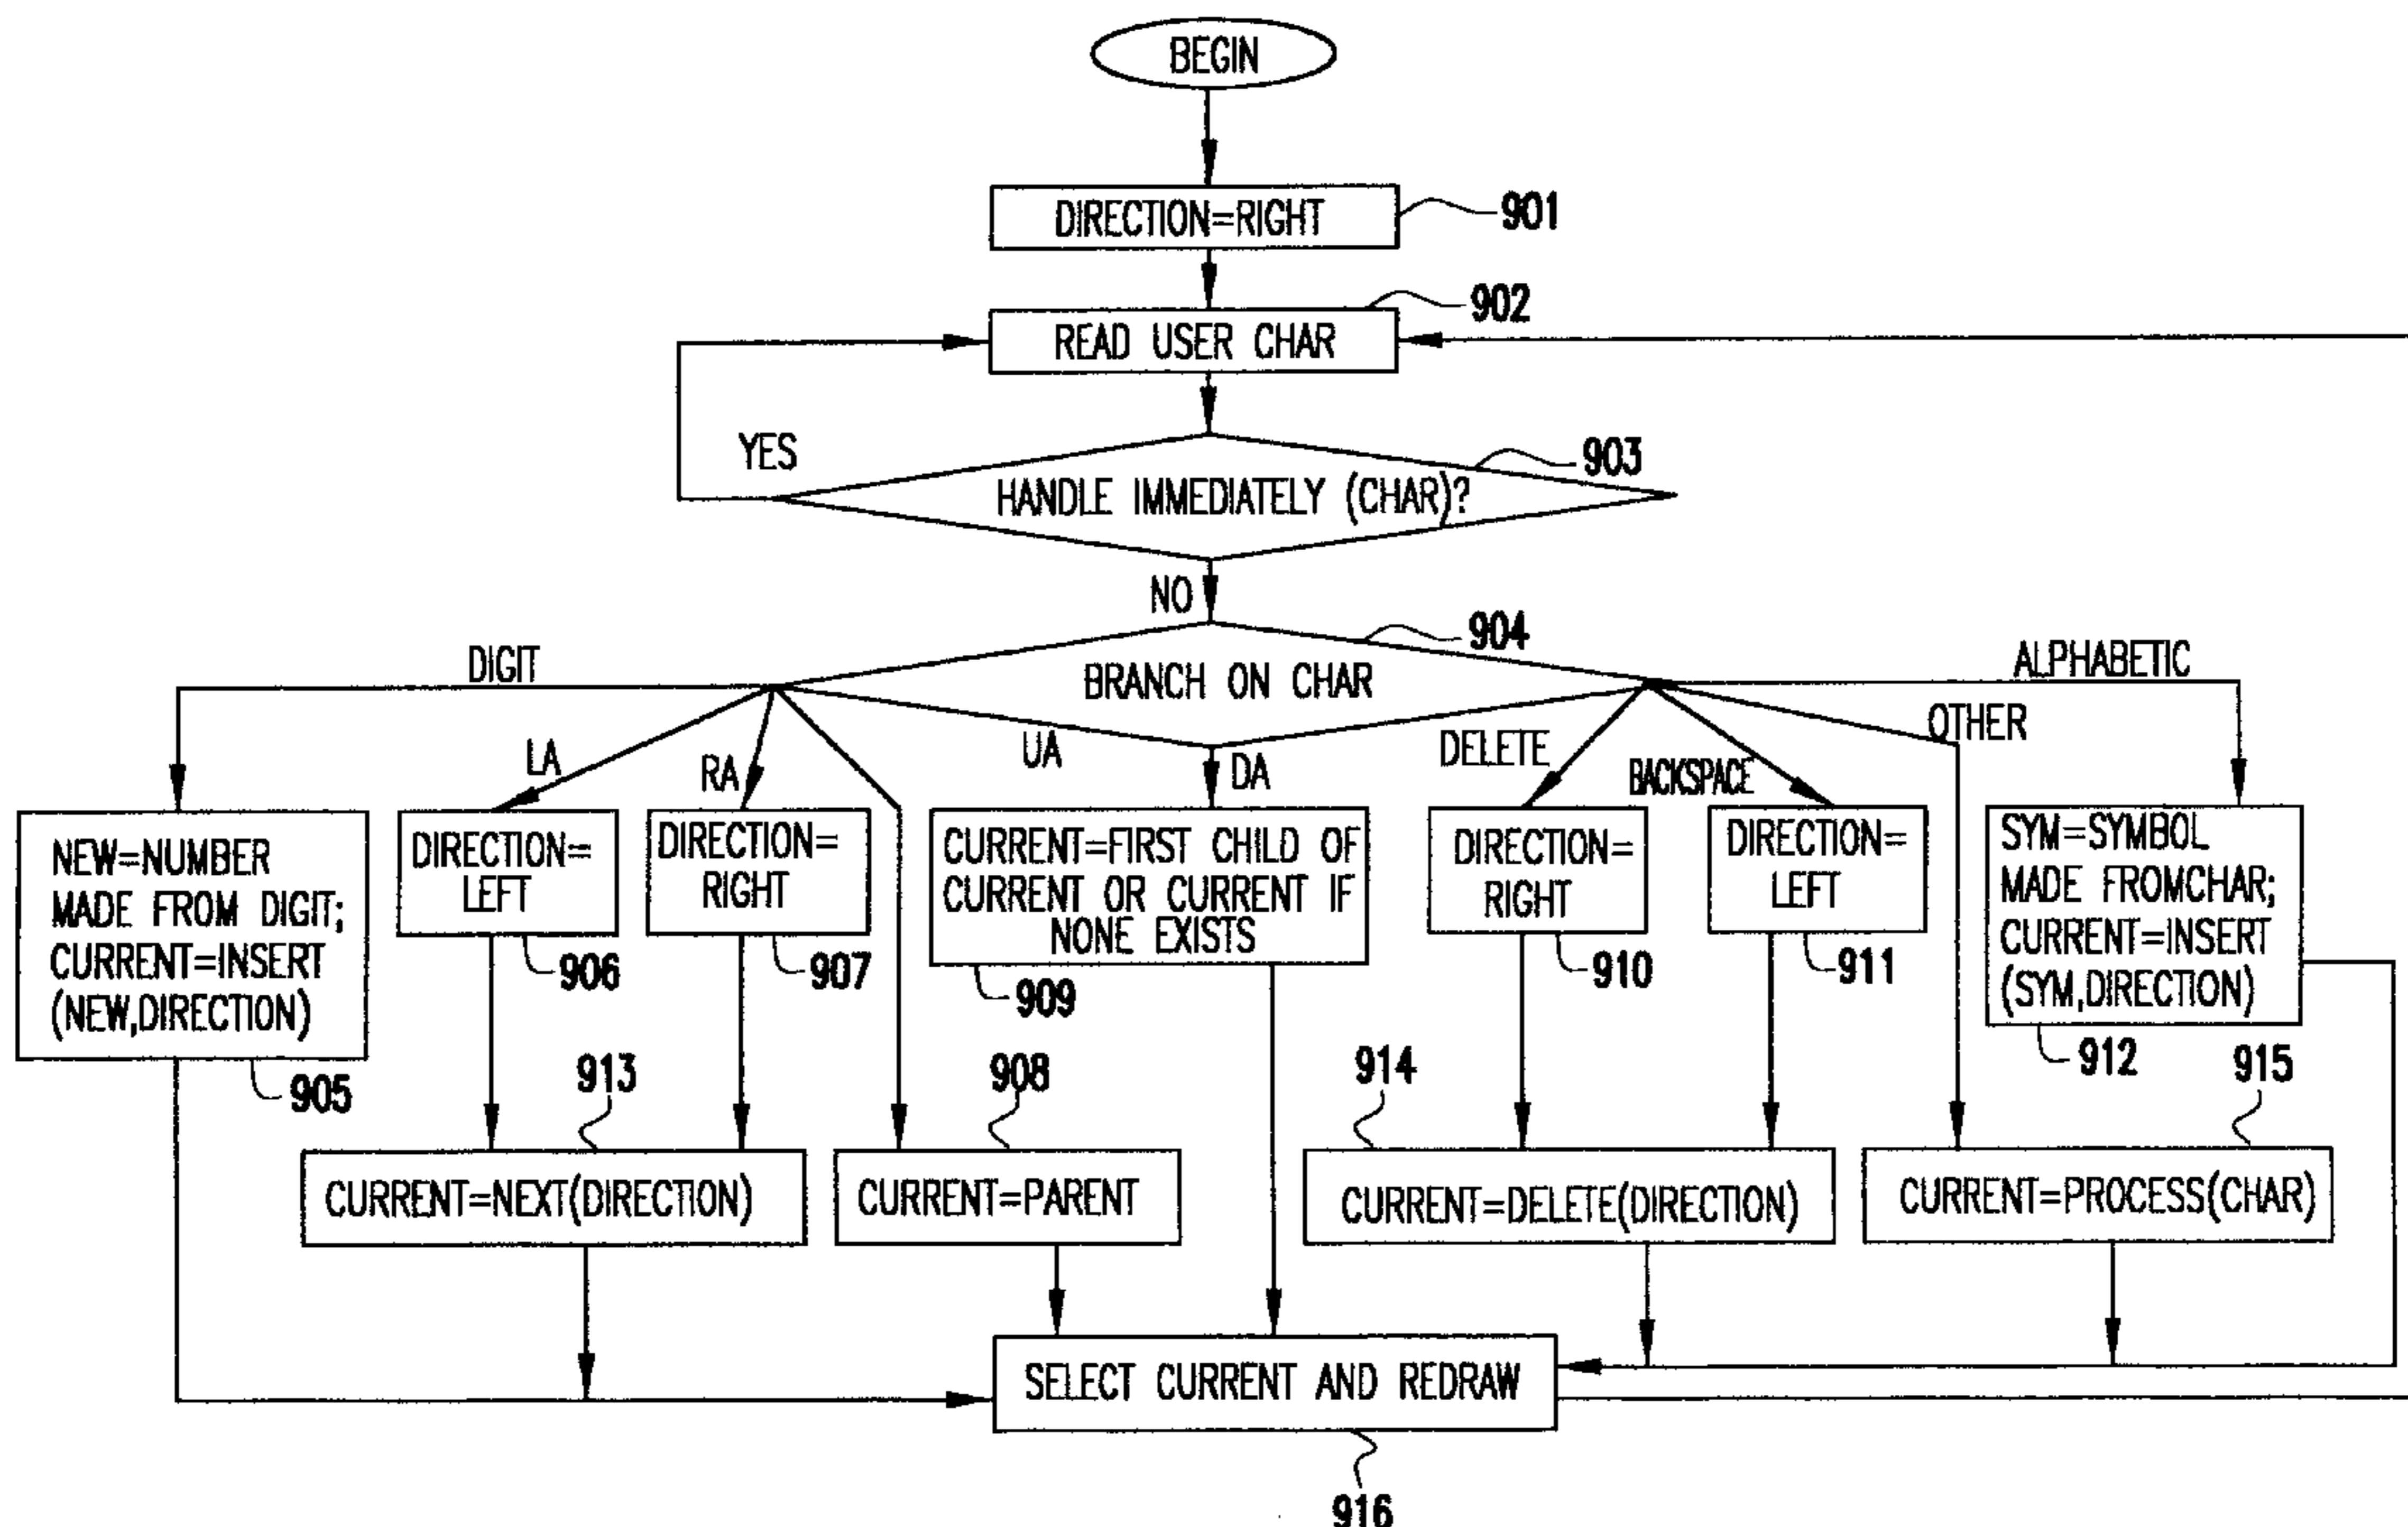 BEGIN
DIRECTION=RIGHT
901
902
READ USER CHAR
YES
903
HANDLE IMMEDIATELY (CHAR)?
NO
904
DIGIT
BRANCH ON CHAR
ALPHABETIC
LA
RA
UA
DA
DELETE
BACKSPACE
OTHER
NEW=NUMBER
MADE FROM DIGIT;
CURRENT=INSERT
(NEW,DIRECTION)
905
DIRECTION=
LEFT
906
DIRECTION=
RIGHT
907
CURRENT=FIRST CHILD OF
CURRENT OR CURRENT IF
NONE EXISTS
909
DIRECTION=
RIGHT
910
DIRECTION=
LEFT
911
SYM=SYMBOL
MADE FROMCHAR;
CURRENT=INSERT
(SYM,DIRECTION)
912
913
908
914
915
CURRENT=NEXT(DIRECTION)
CURRENT=PARENT
CURRENT=DELETE(DIRECTION)
CURRENT=PROCESS(CHAR)
SELECT CURRENT AND REDRAW
916